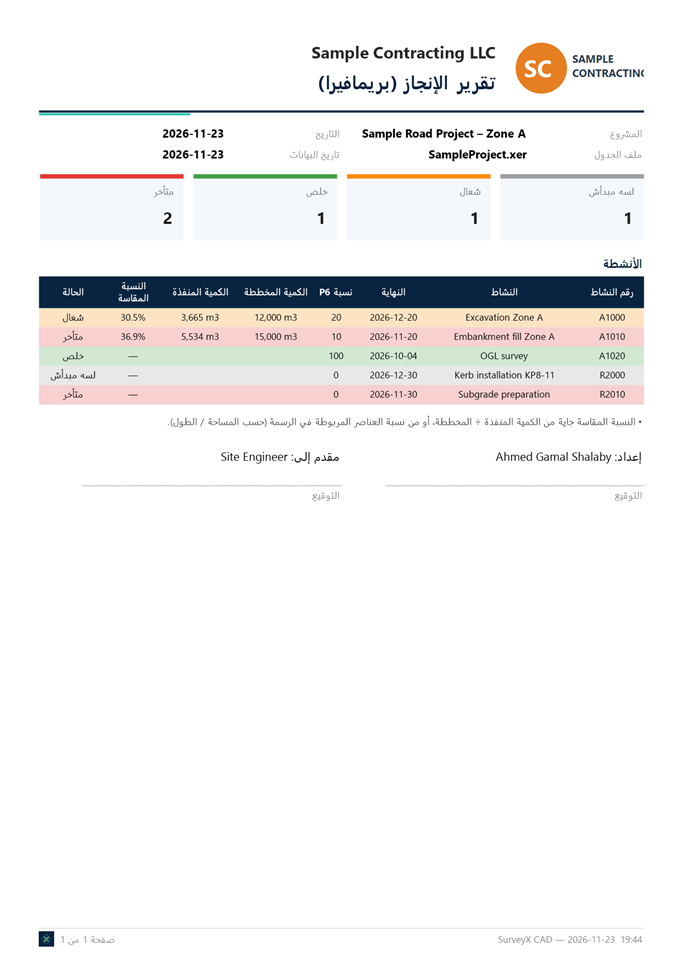 SAMPLE
CONTRACTING
SC
Sample Contracting LLC
تقرير الإنجاز (بريمافيرا)
المشروع Sample Road Project – Zone A التاريخ 2026-11-23
ملف الجدول SampleProject.xer تاريخ البيانات 2026-11-23
لسه مبدأش شغال خلص متأخر
1 1 1 2
الأنشطة
رقم النشاط النشاط النهاية نسبة P6 الكمية المخططة الكمية المنفذة النسبة المقاسة الحالة
A1000 Excavation Zone A 2026-12-20 20 12,000 m3 3,665 m3 30.5% شغال
A1010 Embankment fill Zone A 2026-11-20 10 15,000 m3 5,534 m3 36.9% متأخر
A1020 OGL survey 2026-10-04 100 — خلص
R2000 Kerb installation KP8-11 2026-12-30 0 — لسه مبدأش
R2010 Subgrade preparation 2026-11-30 0 — متأخر
• النسبة المقاسة جاية من الكمية المنفذة ÷ المخططة، أو من نسبة العناصر المربوطة في الرسمة (حسب المساحة / الطول).
إعداد: Ahmed Gamal Shalaby مقدم إلى: Site Engineer
التوقيع التوقيع
SurveyX CAD — 2026-11-23 19:44 صفحة 1 من 1